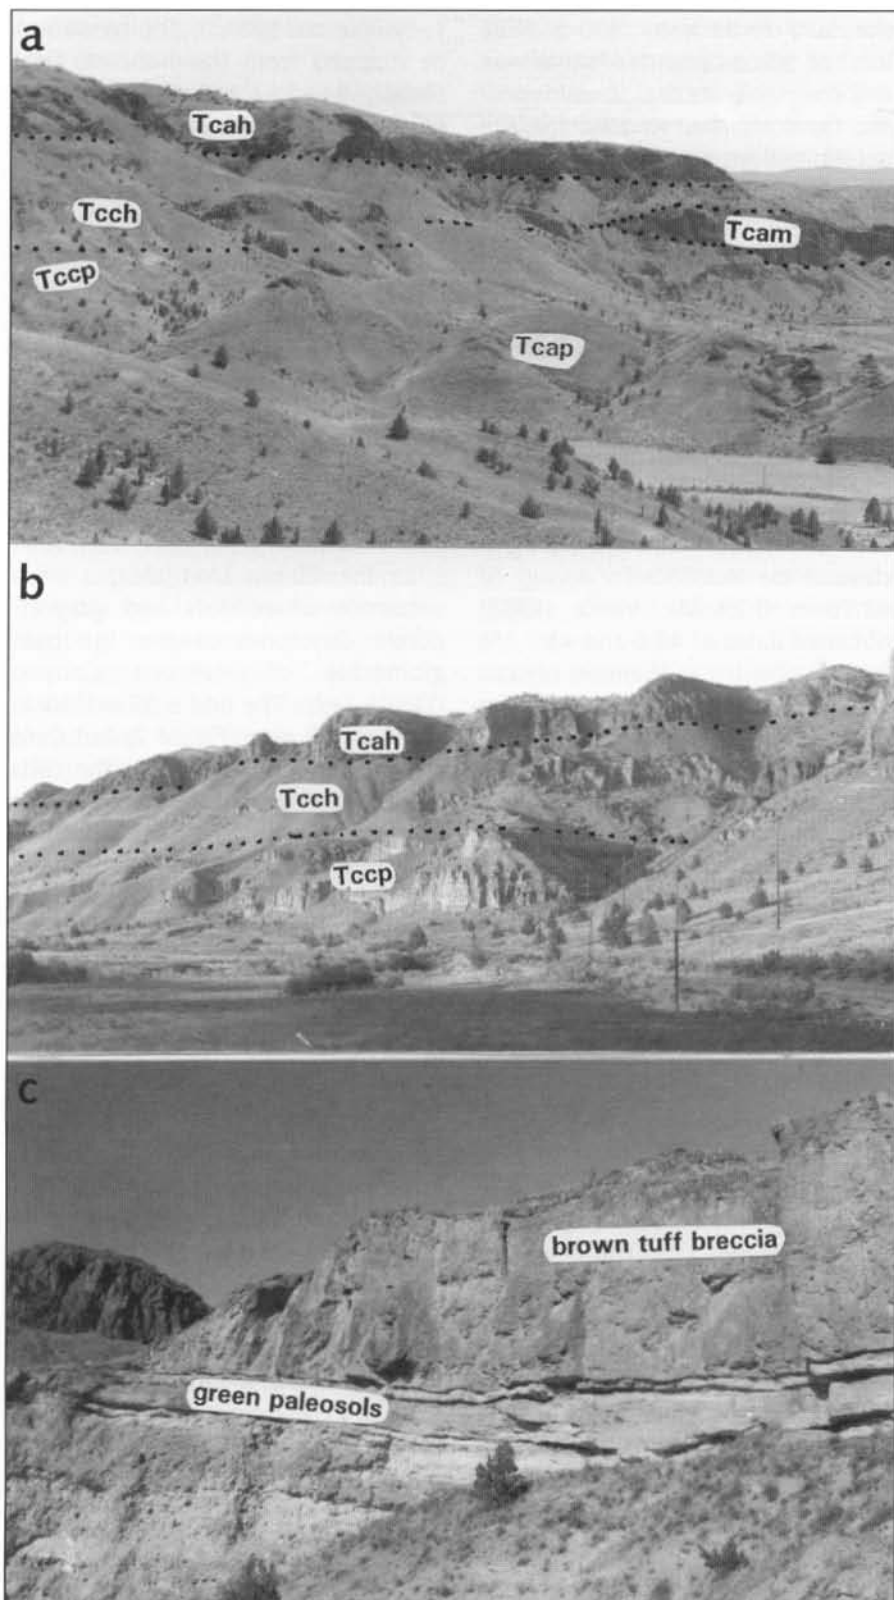 a
Tcah
Tcch
Tcam
Tccp
Tcap
b
Tcah
Tcch
Tccp
c
brown tuff breccia
green paleosols